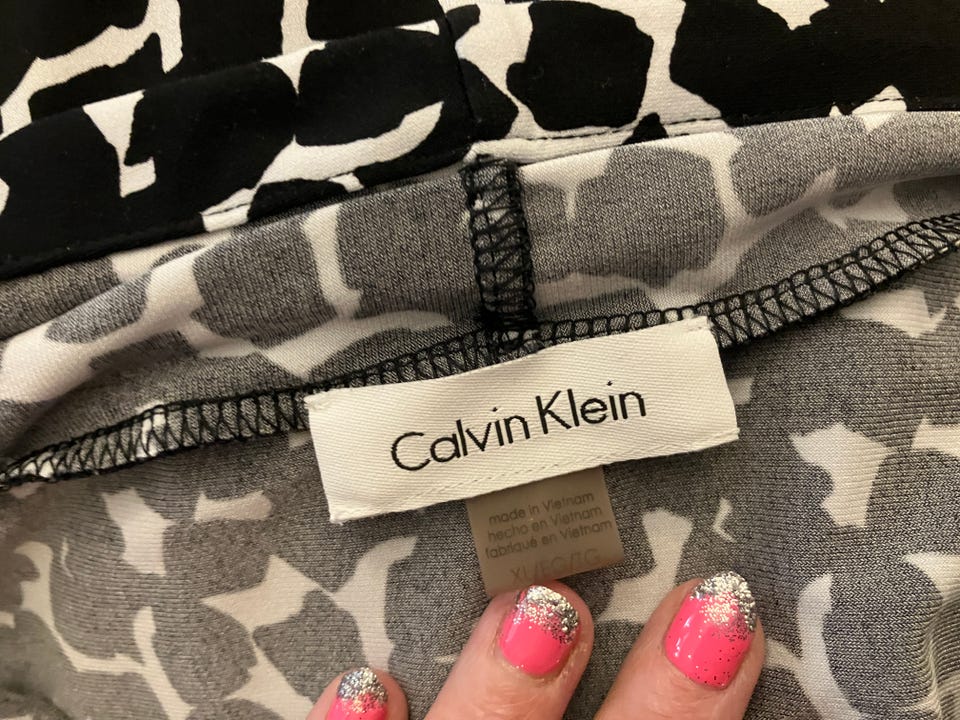 Calvin Klein
made in Vietnam
hecho en Vietnam
fabriqué en Vietnam
XL/EG/TG